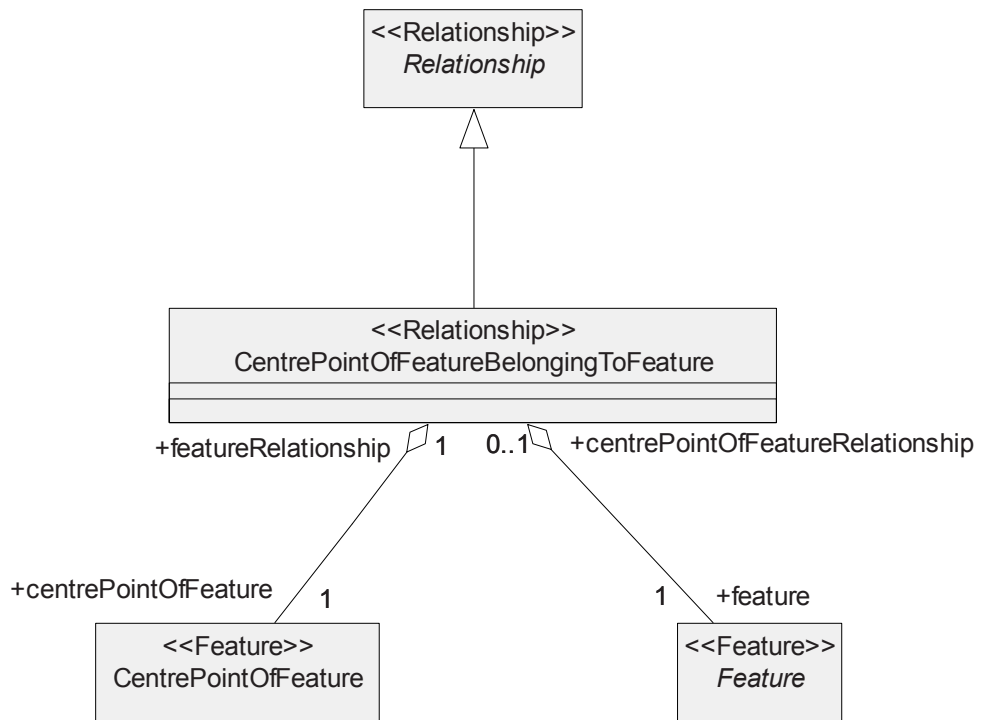 <<Relationship>>
Relationship
<<Relationship>>
CentrePointOfFeatureBelongingToFeature
+featureRelationship 1 0..1 +centrePointOfFeatureRelationship
+centrePointOfFeature 1 1 +feature
<<Feature>>
CentrePointOfFeature
<<Feature>>
Feature